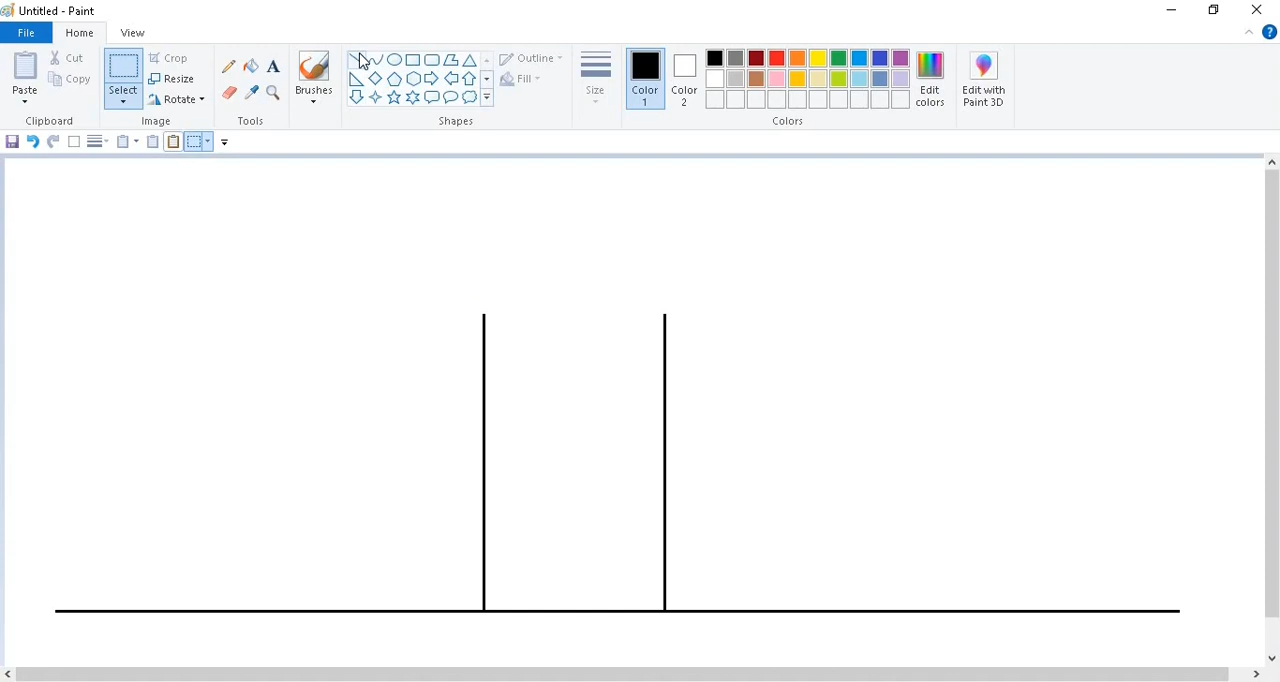 Untitled - Paint
File Home View
Paste Cut Copy
Clipboard
Select Crop Resize Rotate
Image
A
Tools
Brushes
Outline Fill
Shapes
Size
Color 1
Color 2
Edit colors
Colors
Edit with Paint 3D